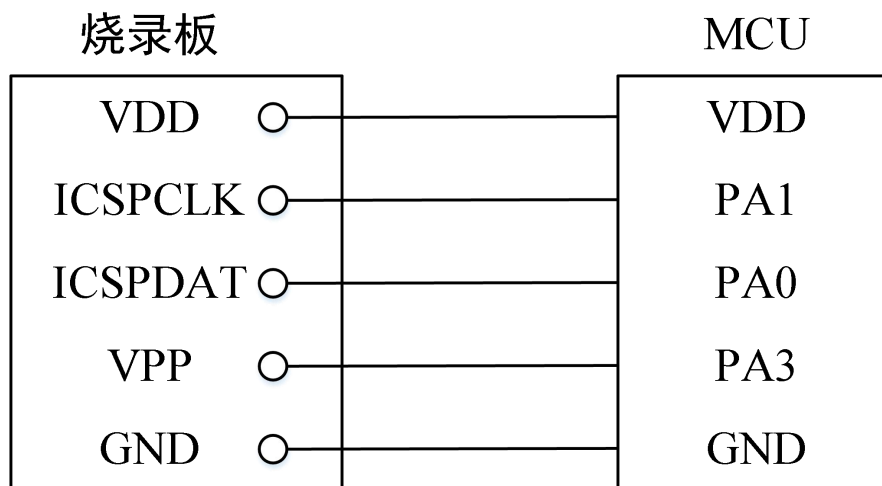 烧录板 MCU
VDD VDD
ICSPCLK PA1
ICSPDAT PA0
VPP PA3
GND GND